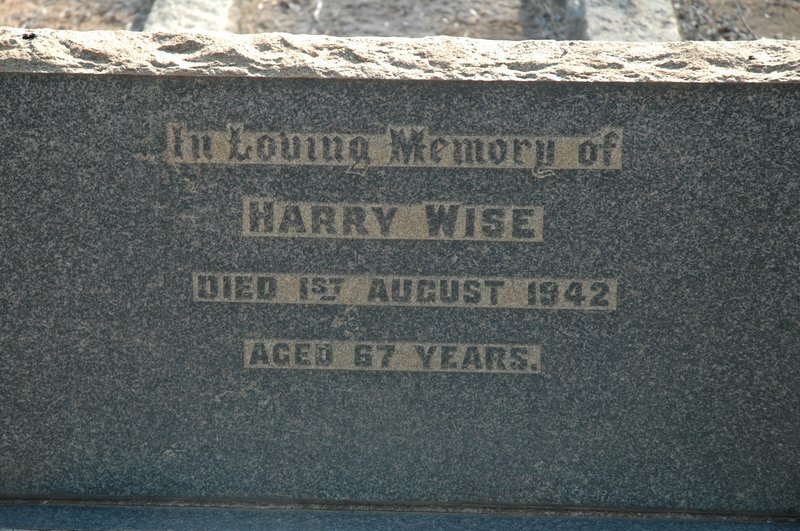 In Loving Memory of
HARRY WISE
DIED 1ST AUGUST 1942
AGED 67 YEARS.